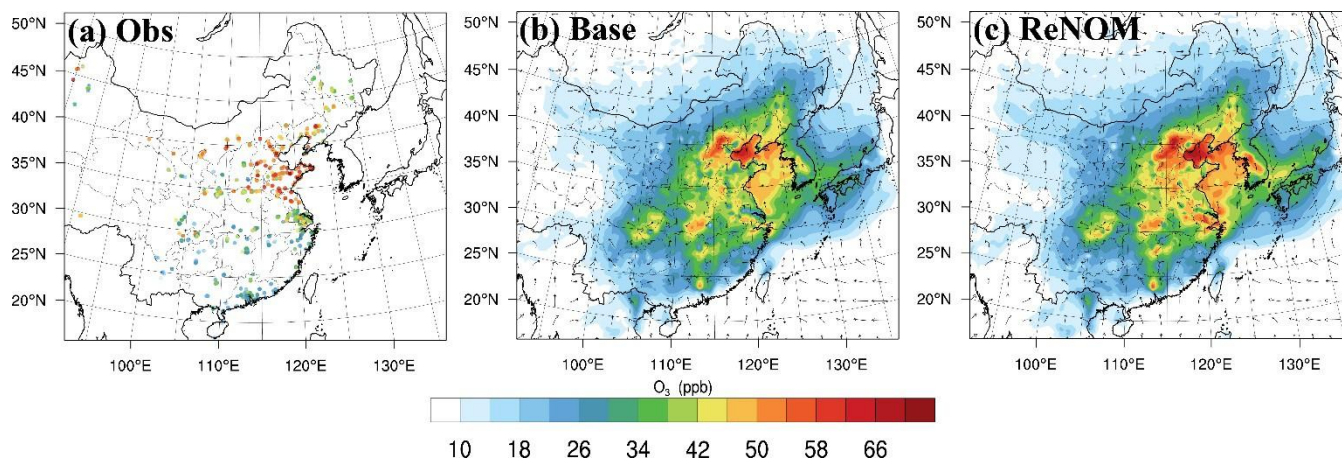 (a) Obs
(b) Base
(c) ReNOM
50°N
45°N
40°N
35°N
30°N
25°N
20°N
100°E 110°E 120°E 130°E
50°N
45°N
40°N
35°N
30°N
25°N
20°N
100°E 110°E 120°E 130°E
50°N
45°N
40°N
35°N
30°N
25°N
20°N
100°E 110°E 120°E 130°E
O₃ (ppb)
10 18 26 34 42 50 58 66